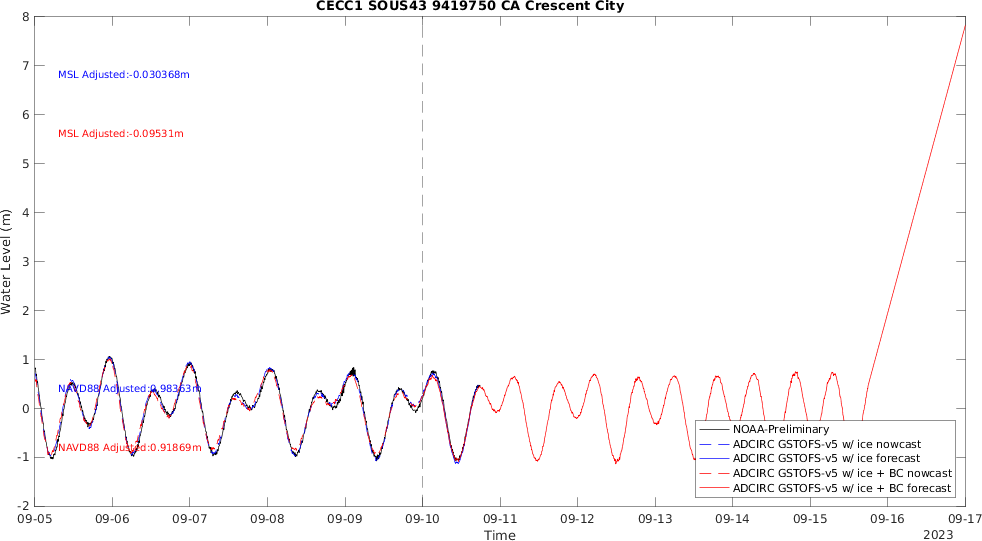 CECC1 SOUS43 9419750 CA Crescent City
8
7
6
5
4
3
2
1
0
-1
-2
Water Level (m)
MSL Adjusted:-0.030368m
MSL Adjusted:-0.09531m
NAVD88 Adjusted:0.98363m
NAVD88 Adjusted:0.91869m
NOAA-Preliminary
ADCIRC GSTOFS-v5 w/ ice nowcast
ADCIRC GSTOFS-v5 w/ ice forecast
ADCIRC GSTOFS-v5 w/ ice + BC nowcast
ADCIRC GSTOFS-v5 w/ ice + BC forecast
09-05 09-06 09-07 09-08 09-09 09-10 09-11 09-12 09-13 09-14 09-15 09-16 09-17
Time
2023